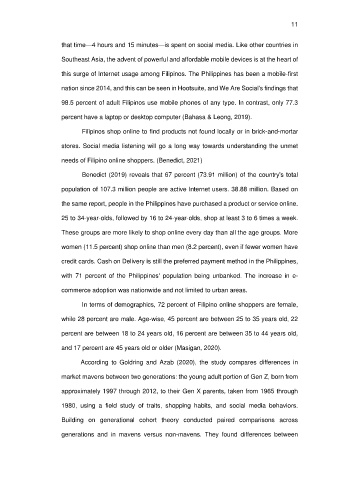 11
that time—4 hours and 15 minutes—is spent on social media. Like other countries in
Southeast Asia, the advent of powerful and affordable mobile devices is at the heart of
this surge of Internet usage among Filipinos. The Philippines has been a mobile-first
nation since 2014, and this can be seen in Hootsuite, and We Are Social's findings that
98.5 percent of adult Filipinos use mobile phones of any type. In contrast, only 77.3
percent have a laptop or desktop computer (Bahasa & Leong, 2019).
Filipinos shop online to find products not found locally or in brick-and-mortar
stores. Social media listening will go a long way towards understanding the unmet
needs of Filipino online shoppers. (Benedict, 2021)
Benedict (2019) reveals that 67 percent (73.91 million) of the country's total
population of 107.3 million people are active Internet users. 38.88 million. Based on
the same report, people in the Philippines have purchased a product or service online.
25 to 34-year-olds, followed by 16 to 24-year-olds, shop at least 3 to 6 times a week.
These groups are more likely to shop online every day than all the age groups. More
women (11.5 percent) shop online than men (8.2 percent), even if fewer women have
credit cards. Cash on Delivery is still the preferred payment method in the Philippines,
with 71 percent of the Philippines' population being unbanked. The increase in e-
commerce adoption was nationwide and not limited to urban areas.
In terms of demographics, 72 percent of Filipino online shoppers are female,
while 28 percent are male. Age-wise, 45 percent are between 25 to 35 years old, 22
percent are between 18 to 24 years old, 16 percent are between 35 to 44 years old,
and 17 percent are 45 years old or older (Masigan, 2020).
According to Goldring and Azab (2020), the study compares differences in
market mavens between two generations: the young adult portion of Gen Z, born from
approximately 1997 through 2012, to their Gen X parents, taken from 1965 through
1980, using a field study of traits, shopping habits, and social media behaviors.
Building on generational cohort theory conducted paired comparisons across
generations and in mavens versus non-mavens. They found differences between